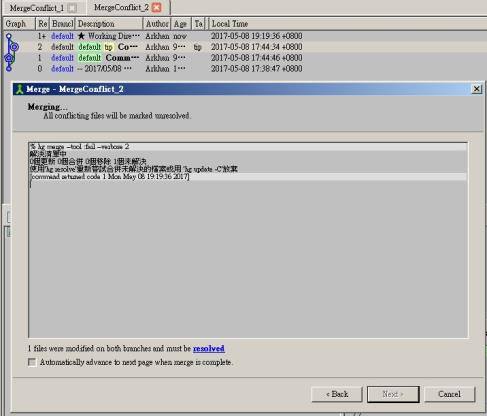 MergeConflict_1 MergeConflict_2
Graph Re Brancl Description Author Age Ta Local Time
1+ default ★ Working Dire··· Arkhan now 2017-05-08 19:19:36 +0800
2 default default tip Co··· Arkhan 9··· tip 2017-05-08 17:44:34 +0800
1 default default Comm··· Arkhan 9··· 2017-05-08 17:44:46 +0800
0 default -- 2017/05/08 ··· Arkhan 1··· 2017-05-08 17:38:47 +0800
Merge - MergeConflict_2
Merging...
All conflicting files will be marked unresolved.
% hg merge --tool :fail --verbose 2
解決清單中
0個更新 0個合併 0個移除 1個未解決
使用'hg resolve'重新嘗試合併未解決的檔案或用 'hg update -C'放棄
[command returned code 1 Mon May 08 19:19:36 2017]
1 files were modified on both branches and must be resolved
Automatically advance to next page when merge is complete.
< Back Next > Cancel